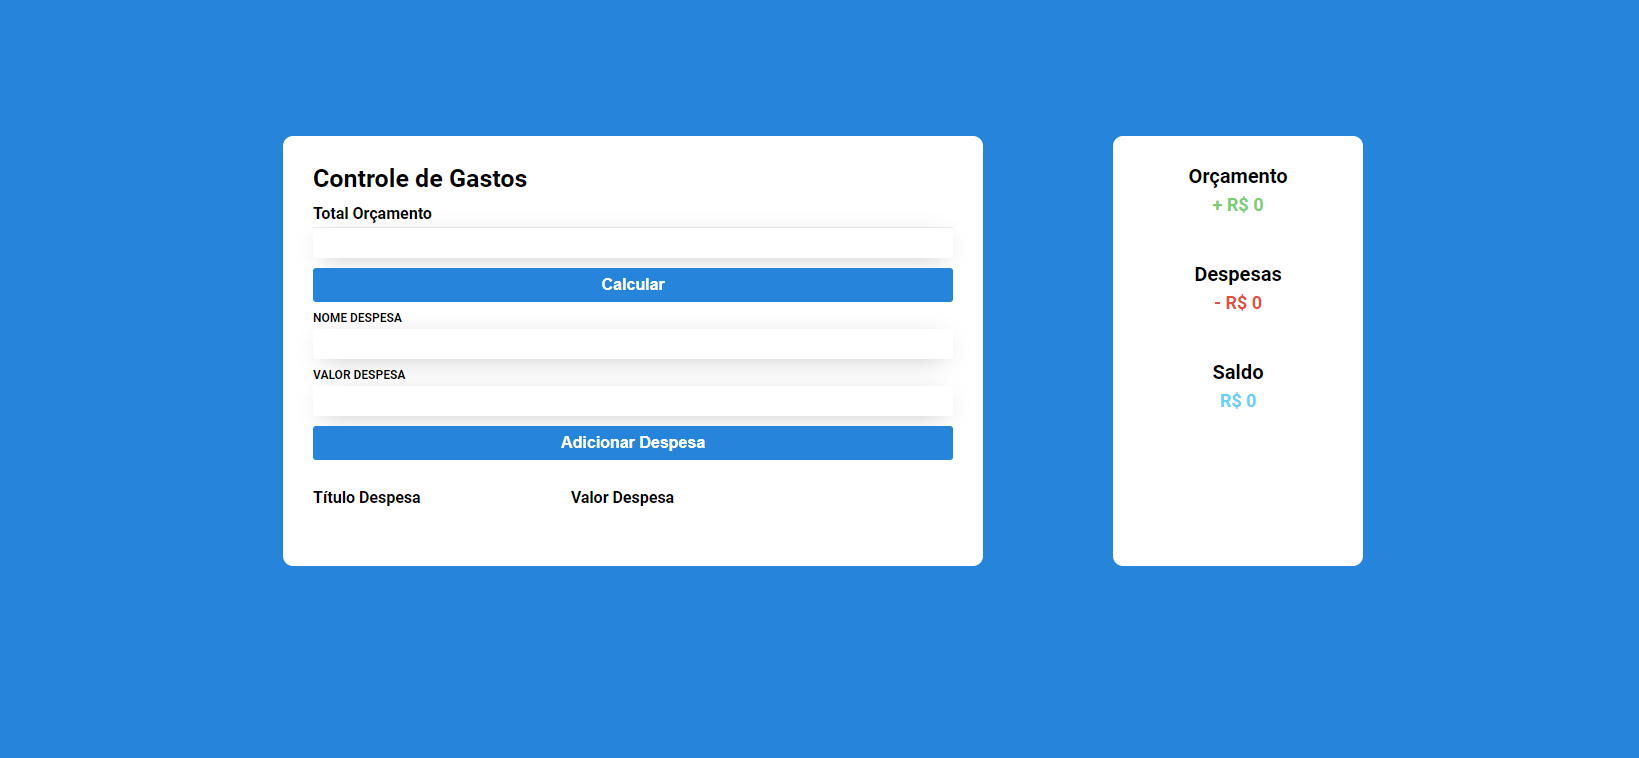 Controle de Gastos
Total Orçamento
Calcular
NOME DESPESA
VALOR DESPESA
Adicionar Despesa
Título Despesa Valor Despesa
Orçamento
+ R$ 0
Despesas
- R$ 0
Saldo
R$ 0